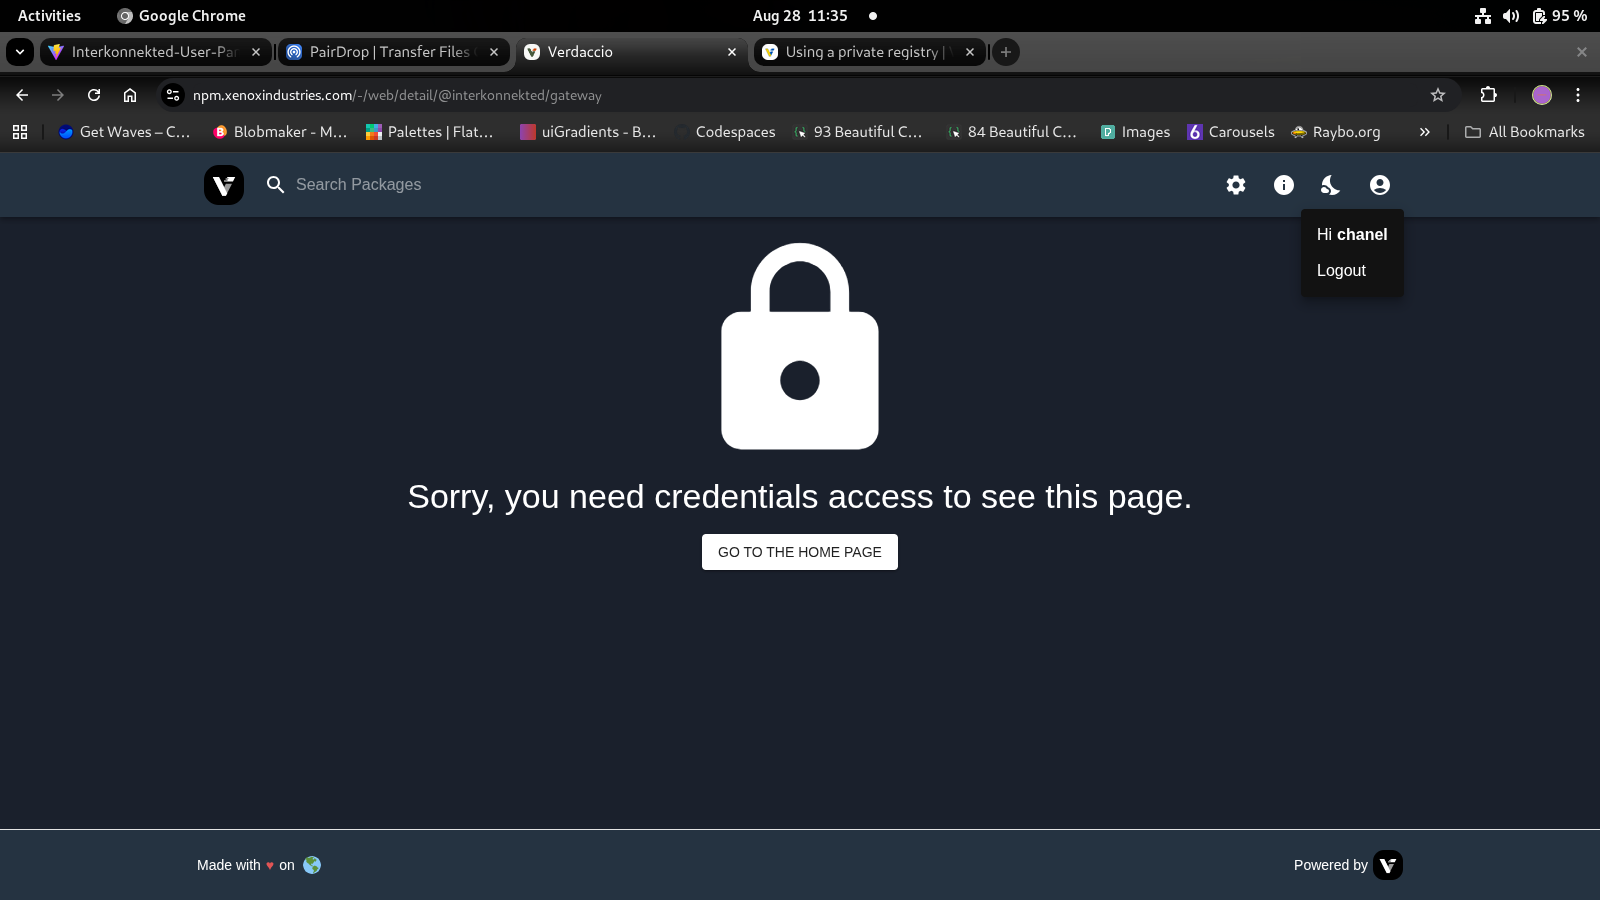 Activities
Google Chrome
Aug 28 11:35
95 %
Interkonnekted-User-Pa
PairDrop | Transfer Files
Verdaccio
Using a private registry |
npm.xenoxindustries.com/-/web/detail/@interkonnekted/gateway
Get Waves – C...
Blobmaker - M...
Palettes | Flat...
uiGradients - B...
Codespaces
93 Beautiful C...
84 Beautiful C...
Images
Carousels
Raybo.org
All Bookmarks
Search Packages
Hi chanel
Logout
Sorry, you need credentials access to see this page.
GO TO THE HOME PAGE
Made with ♥ on
Powered by